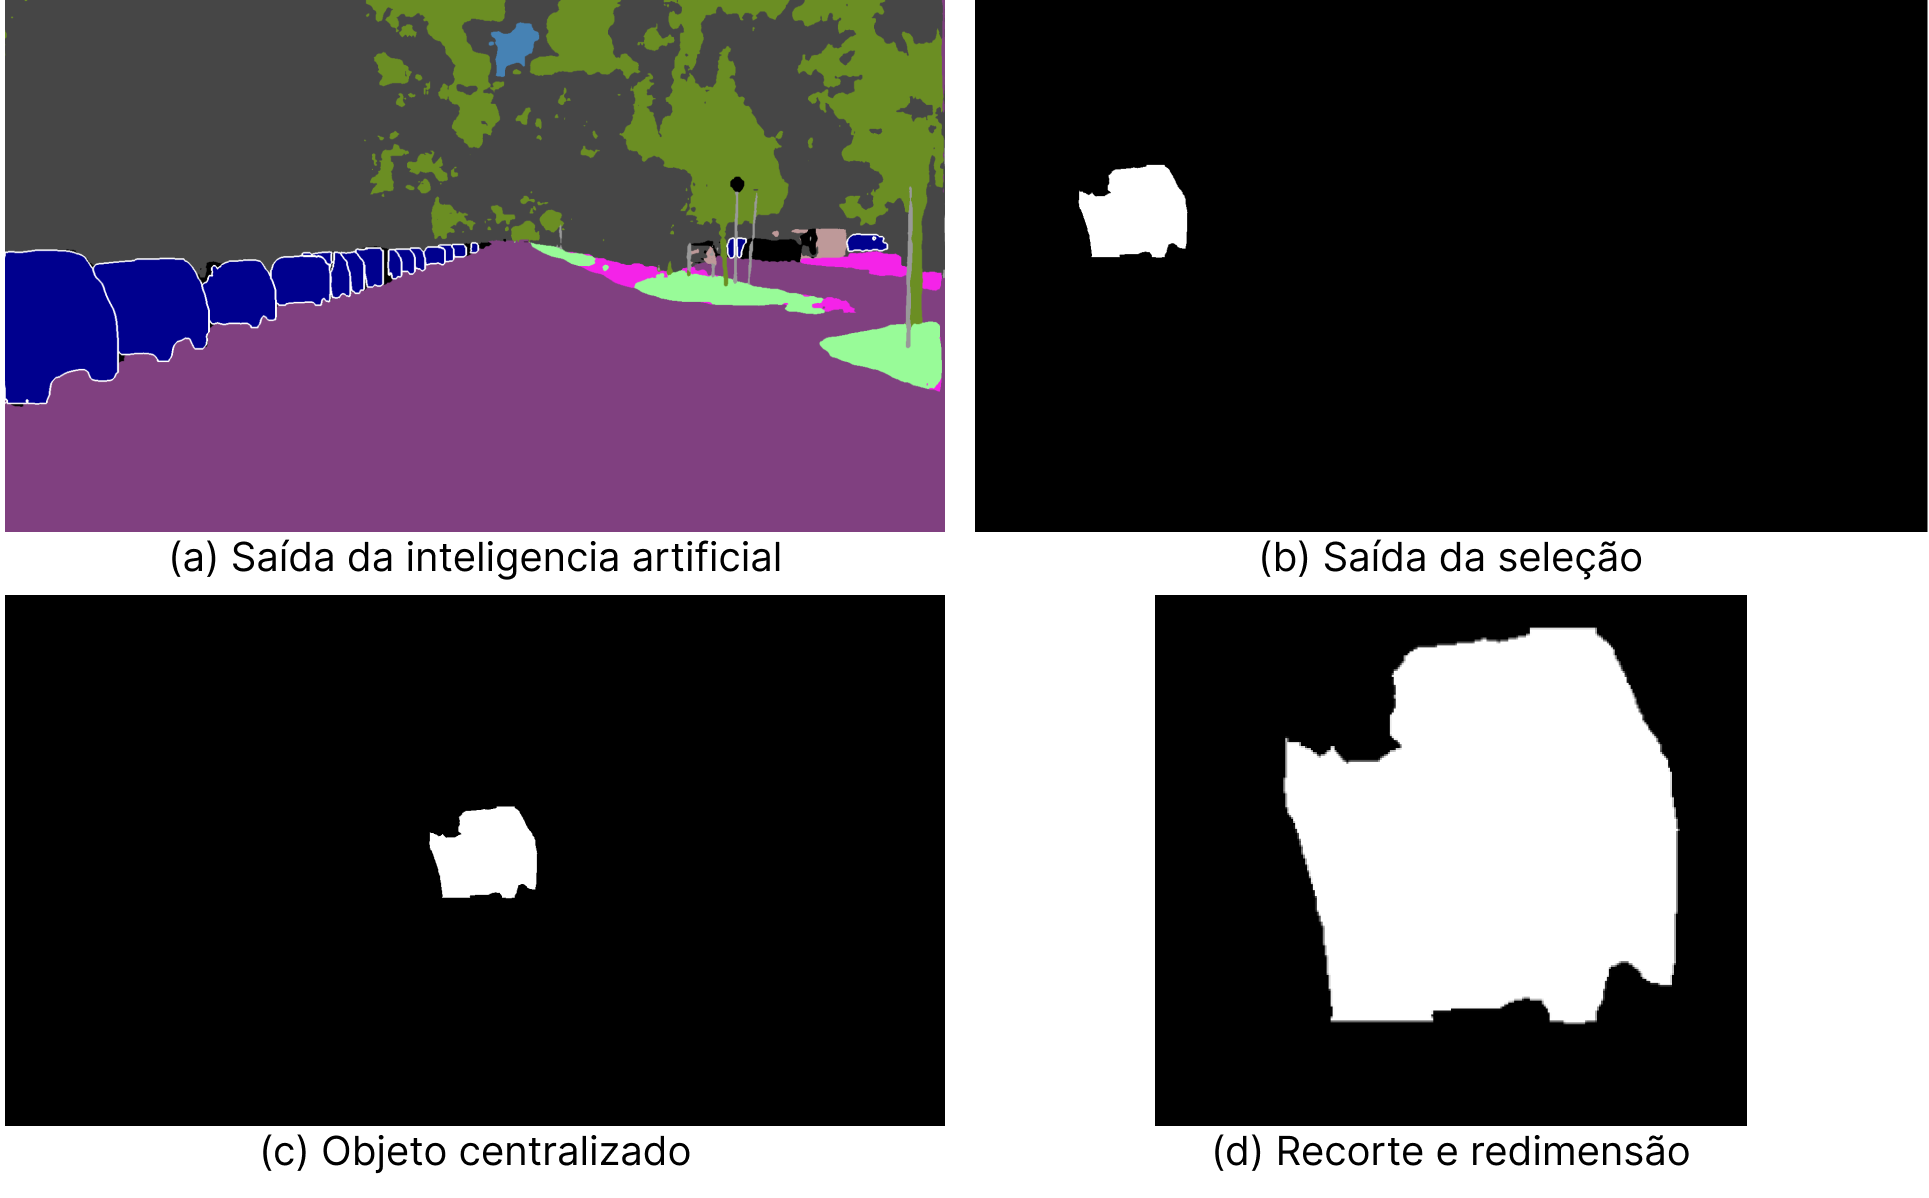 (a) Saída da inteligencia artificial
(b) Saída da seleção
(c) Objeto centralizado
(d) Recorte e redimensão